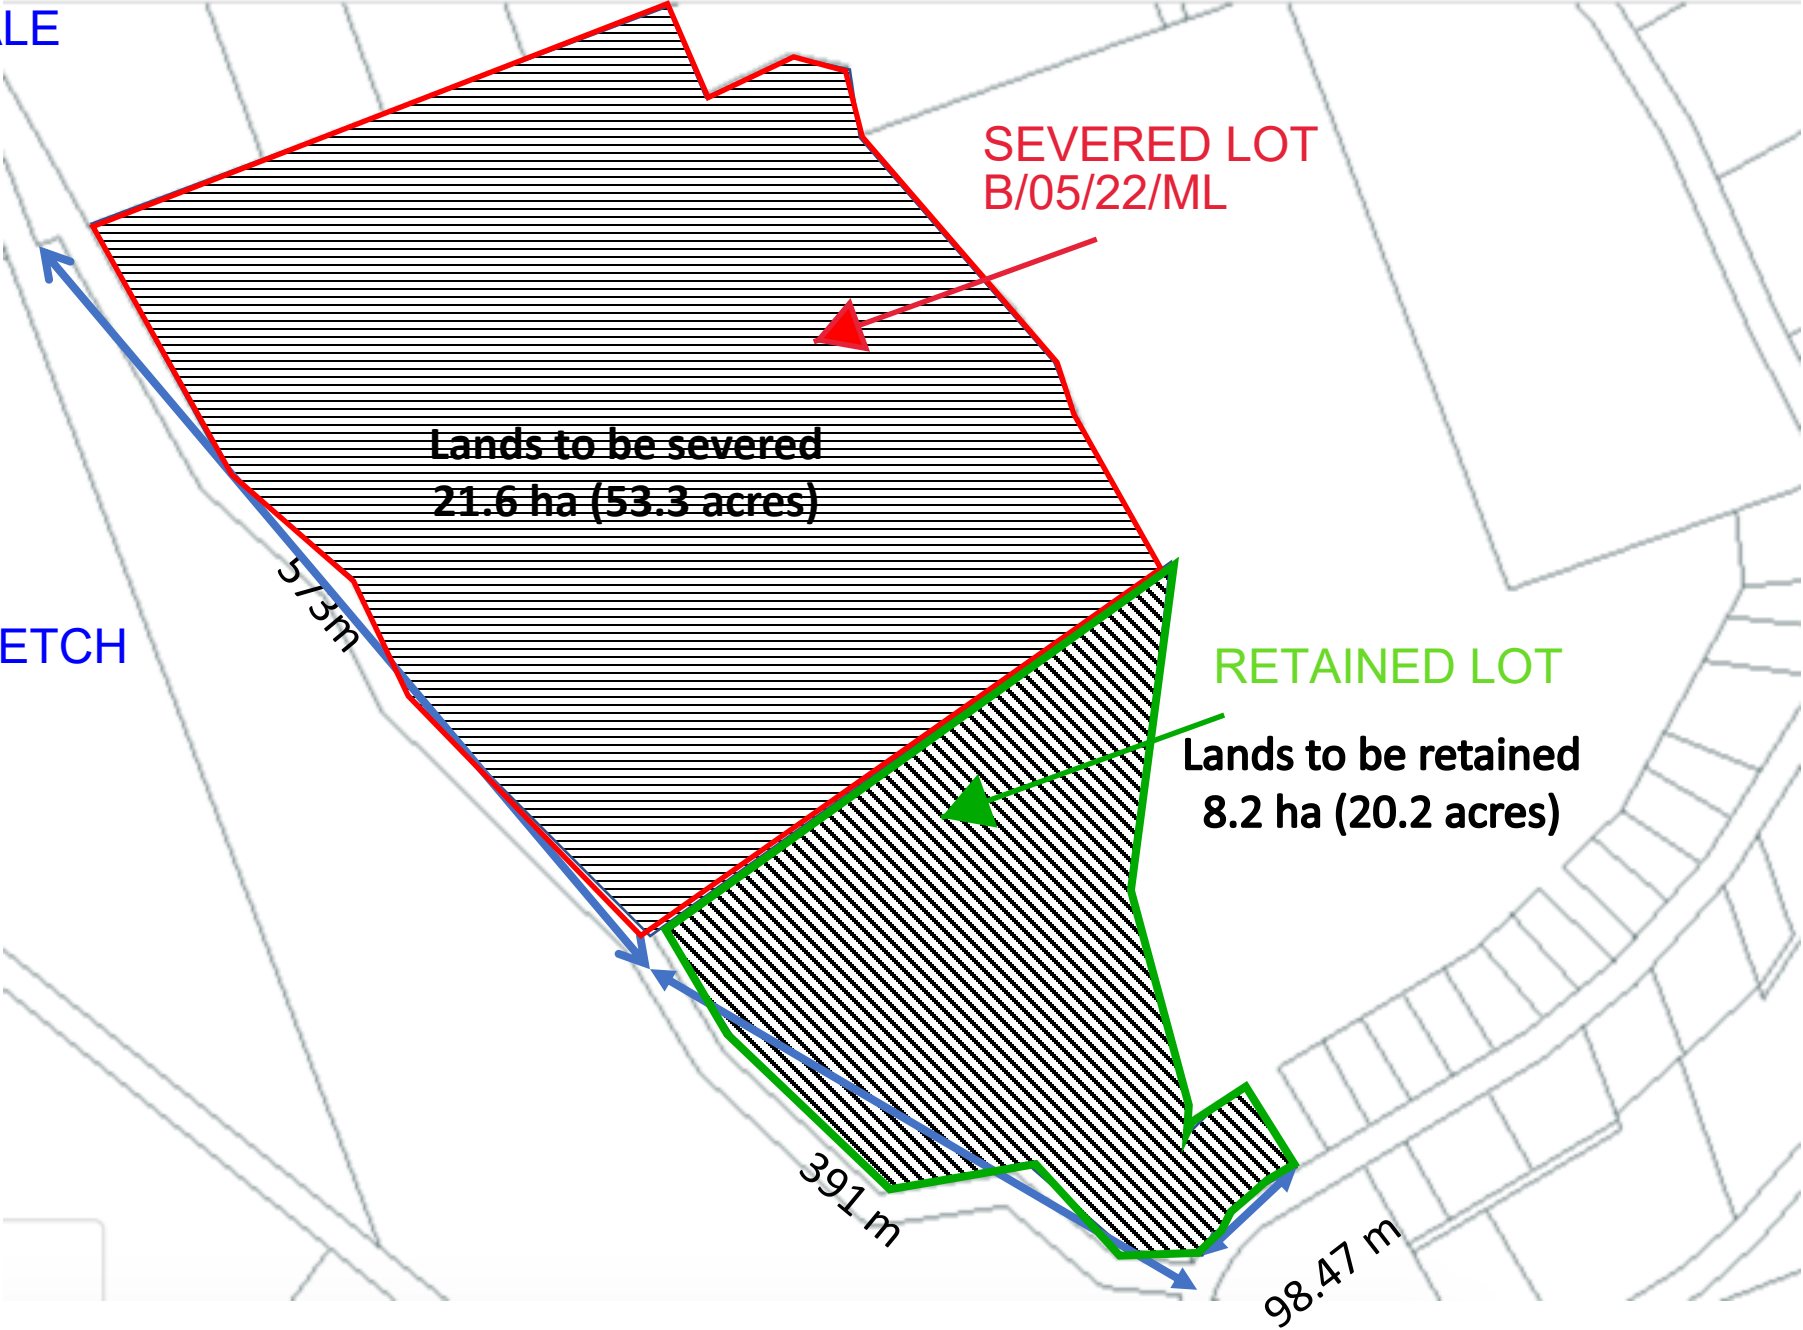 LE
SEVERED LOT
B/05/22/ML
Lands to be severed
21.6 ha (53.3 acres)
573m
ETCH
RETAINED LOT
Lands to be retained
8.2 ha (20.2 acres)
391 m
98.47 m